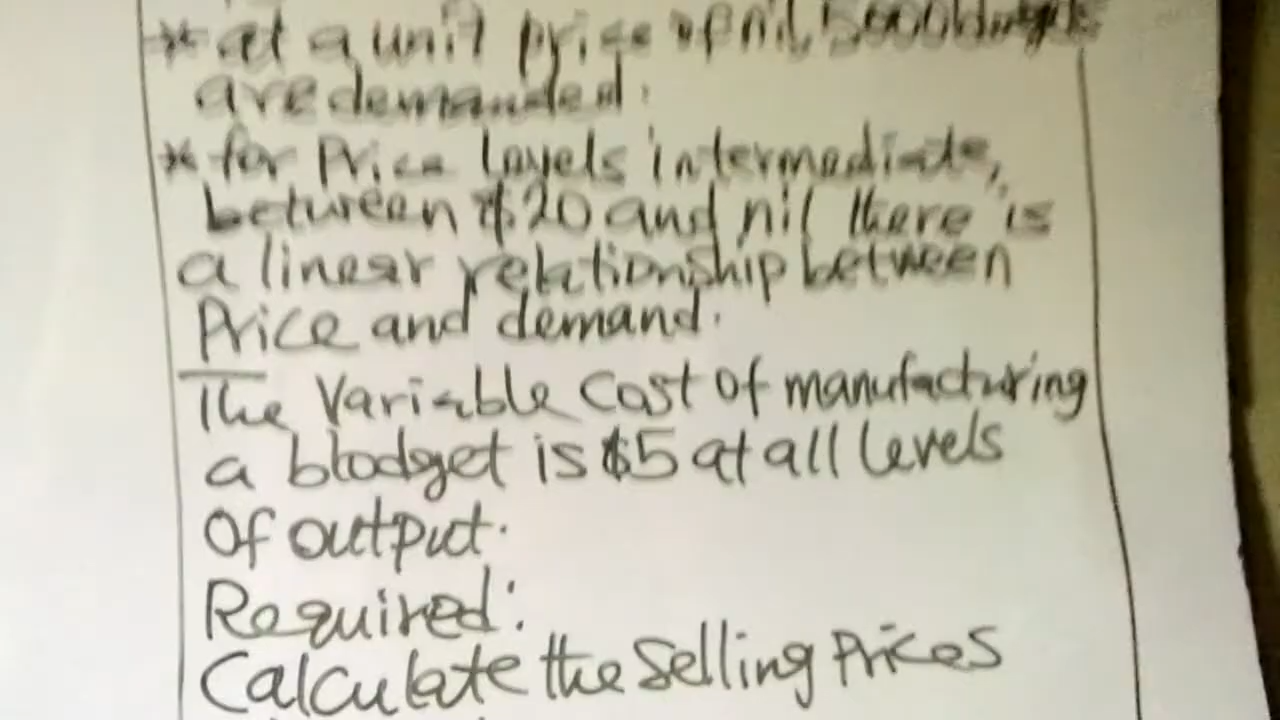 * at a unit price of nil, 5000 blodgets
are demanded.
* for Price Levels intermediate,
between $20 and nil there is
a linear relationship between
Price and demand.
The Variable Cost of manufacturing
a blodget is $5 at all levels
Of output.
Required:
Calculate the Selling Prices